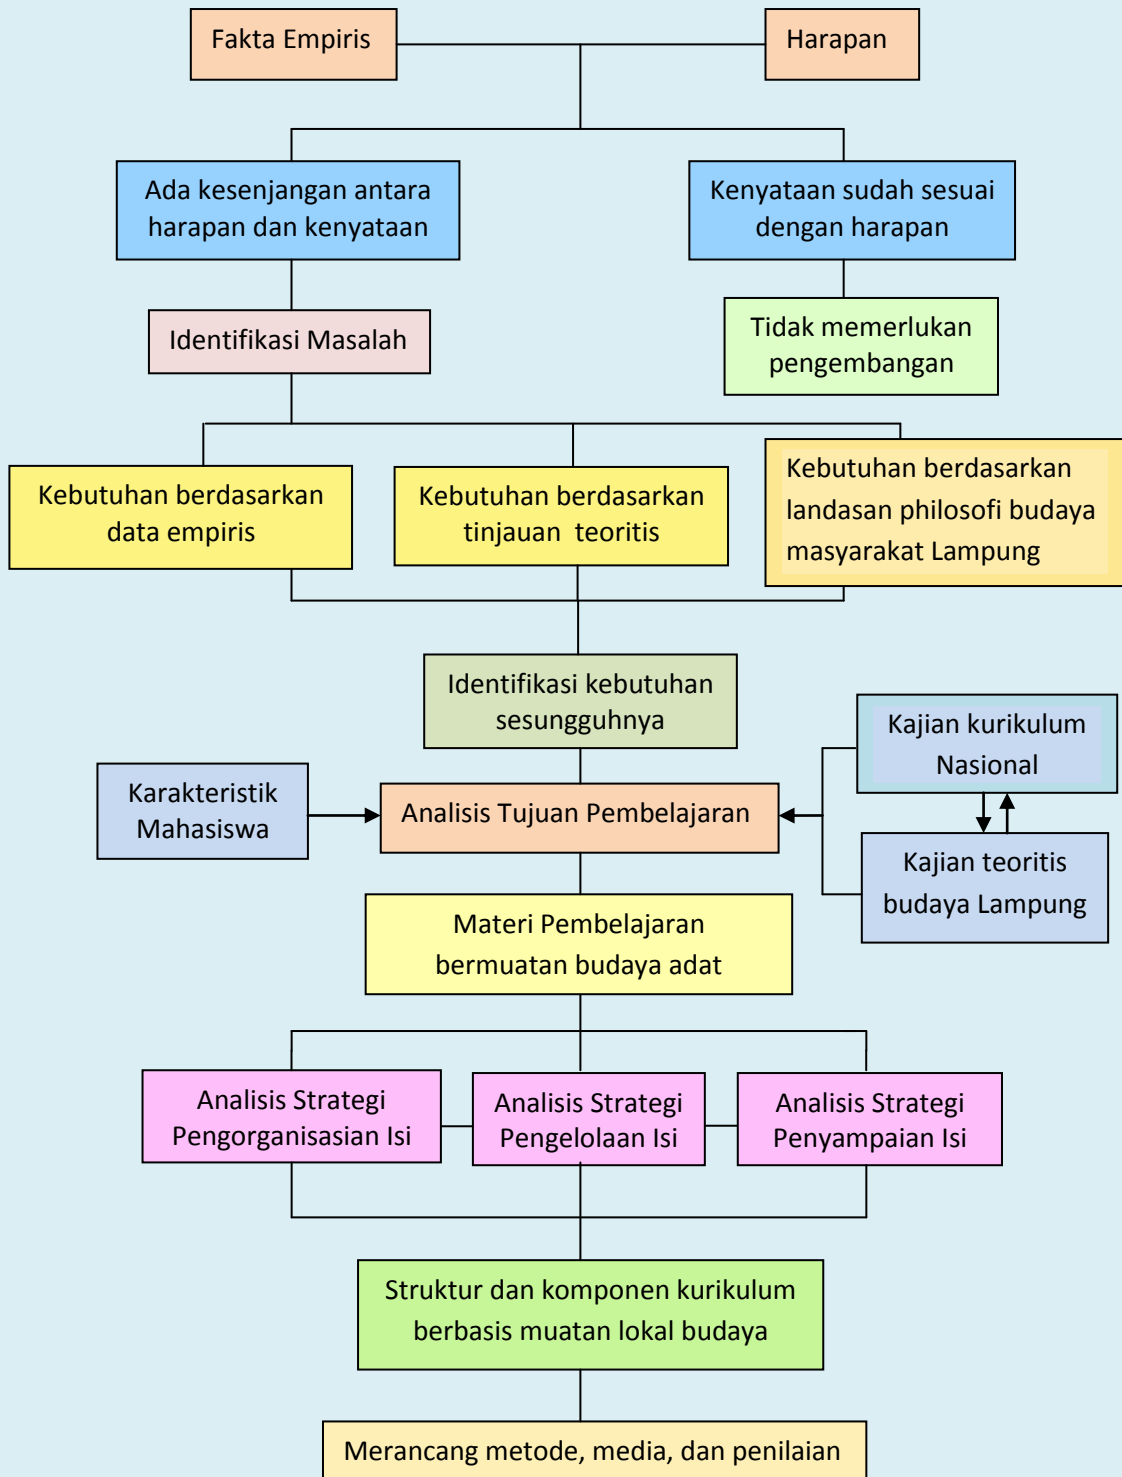 Fakta Empiris
Harapan
Ada kesenjangan antara
harapan dan kenyataan
Kenyataan sudah sesuai
dengan harapan
Identifikasi Masalah
Tidak memerlukan
pengembangan
Kebutuhan berdasarkan
data empiris
Kebutuhan berdasarkan
tinjauan teoritis
Kebutuhan berdasarkan
landasan philosofi budaya
masyarakat Lampung
Identifikasi kebutuhan
sesungguhnya
Kajian kurikulum
Nasional
Karakteristik
Mahasiswa
Analisis Tujuan Pembelajaran
Kajian teoritis
budaya Lampung
Materi Pembelajaran
bermuatan budaya adat
Analisis Strategi
Pengorganisasian Isi
Analisis Strategi
Pengelolaan Isi
Analisis Strategi
Penyampaian Isi
Struktur dan komponen kurikulum
berbasis muatan lokal budaya
Merancang metode, media, dan penilaian